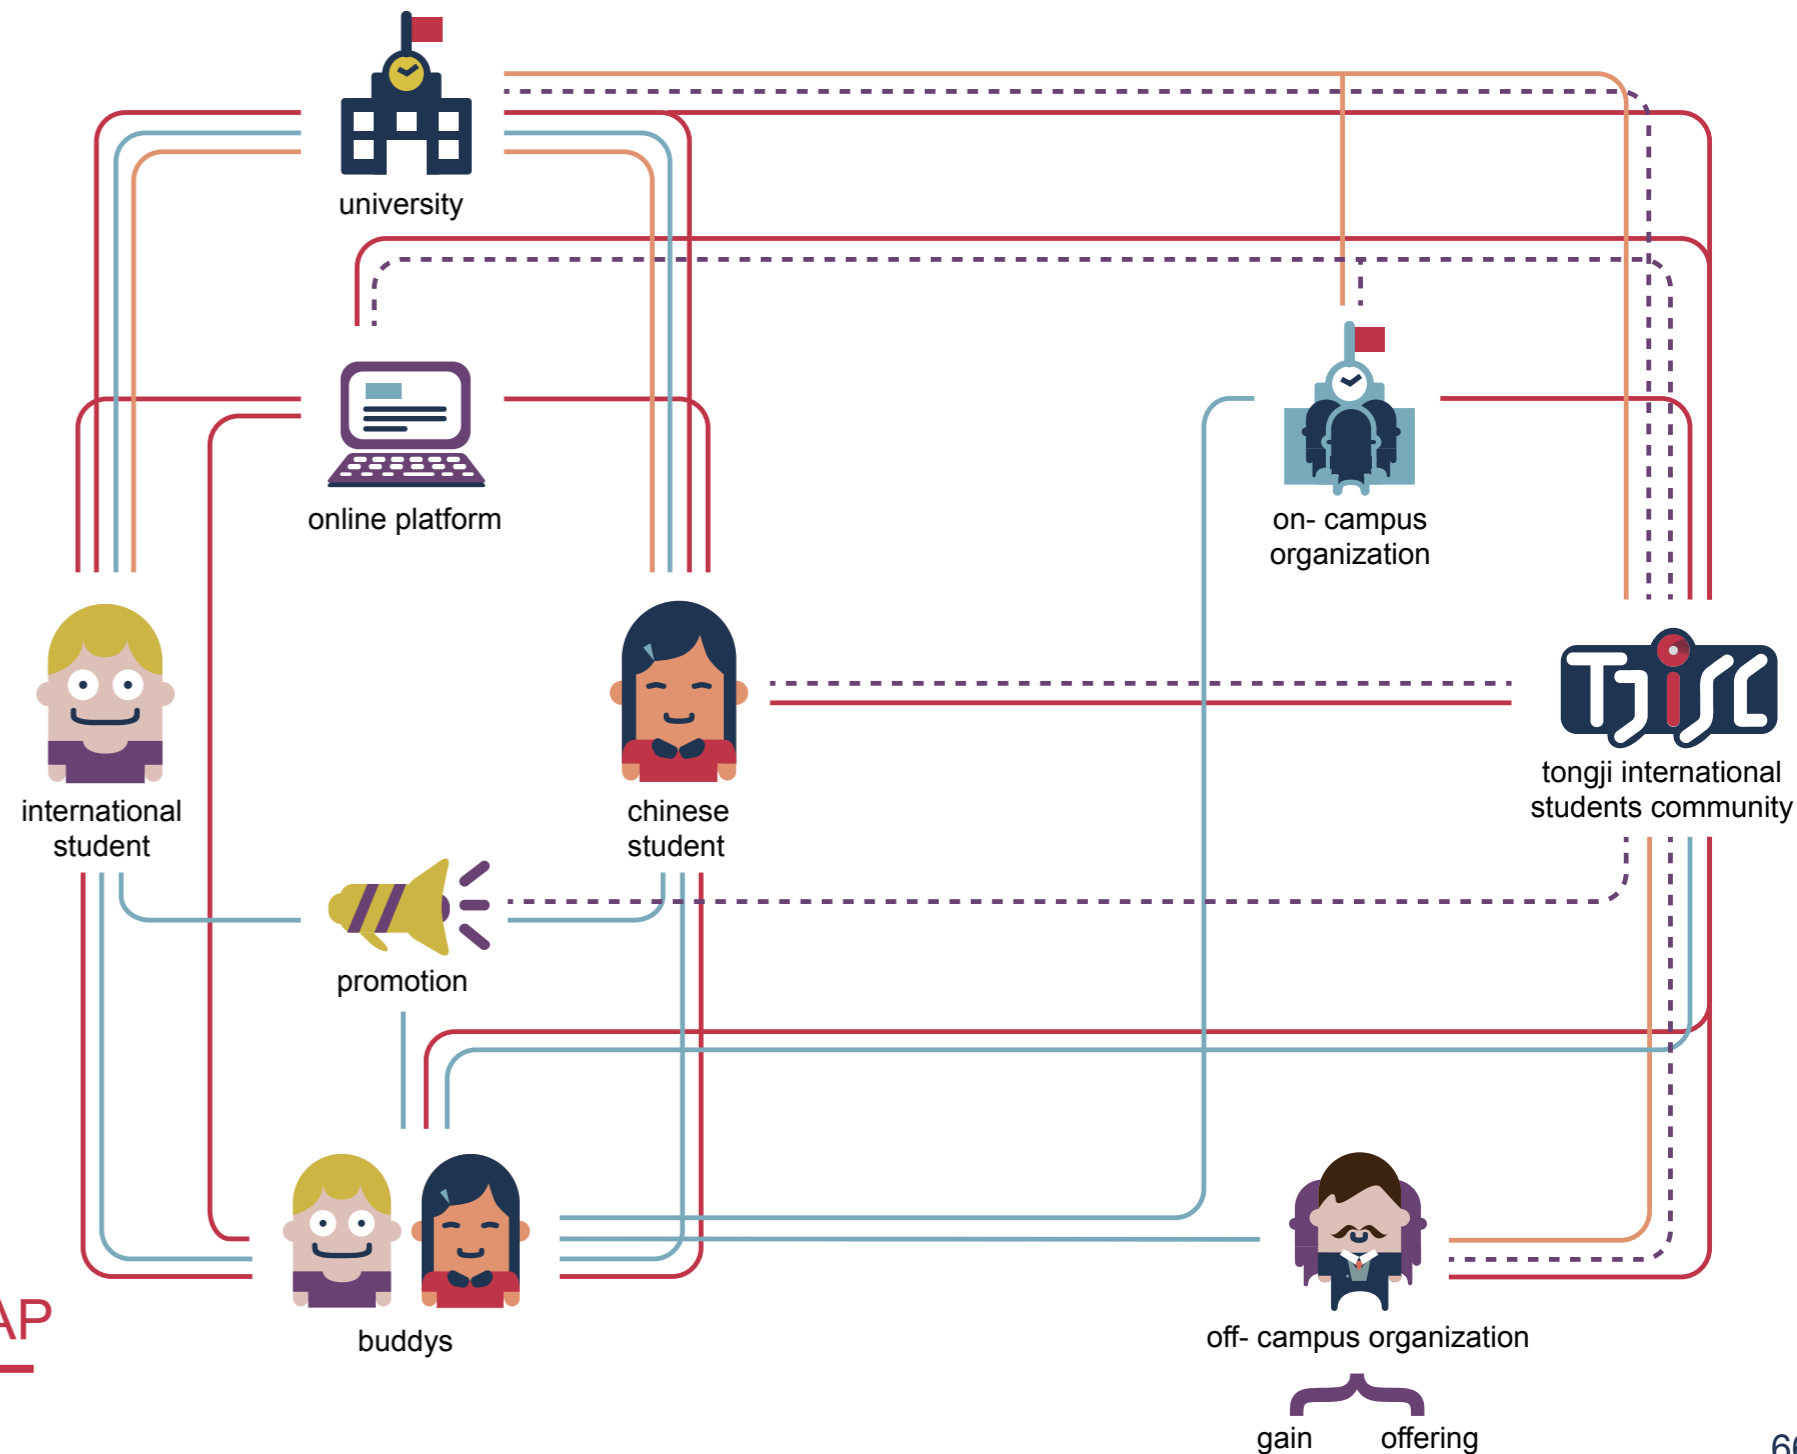 university
online platform
on- campus
organization
TJiSC
tongji international
students community
international
student
chinese
student
promotion
AP
buddys
off- campus organization
gain offering
66